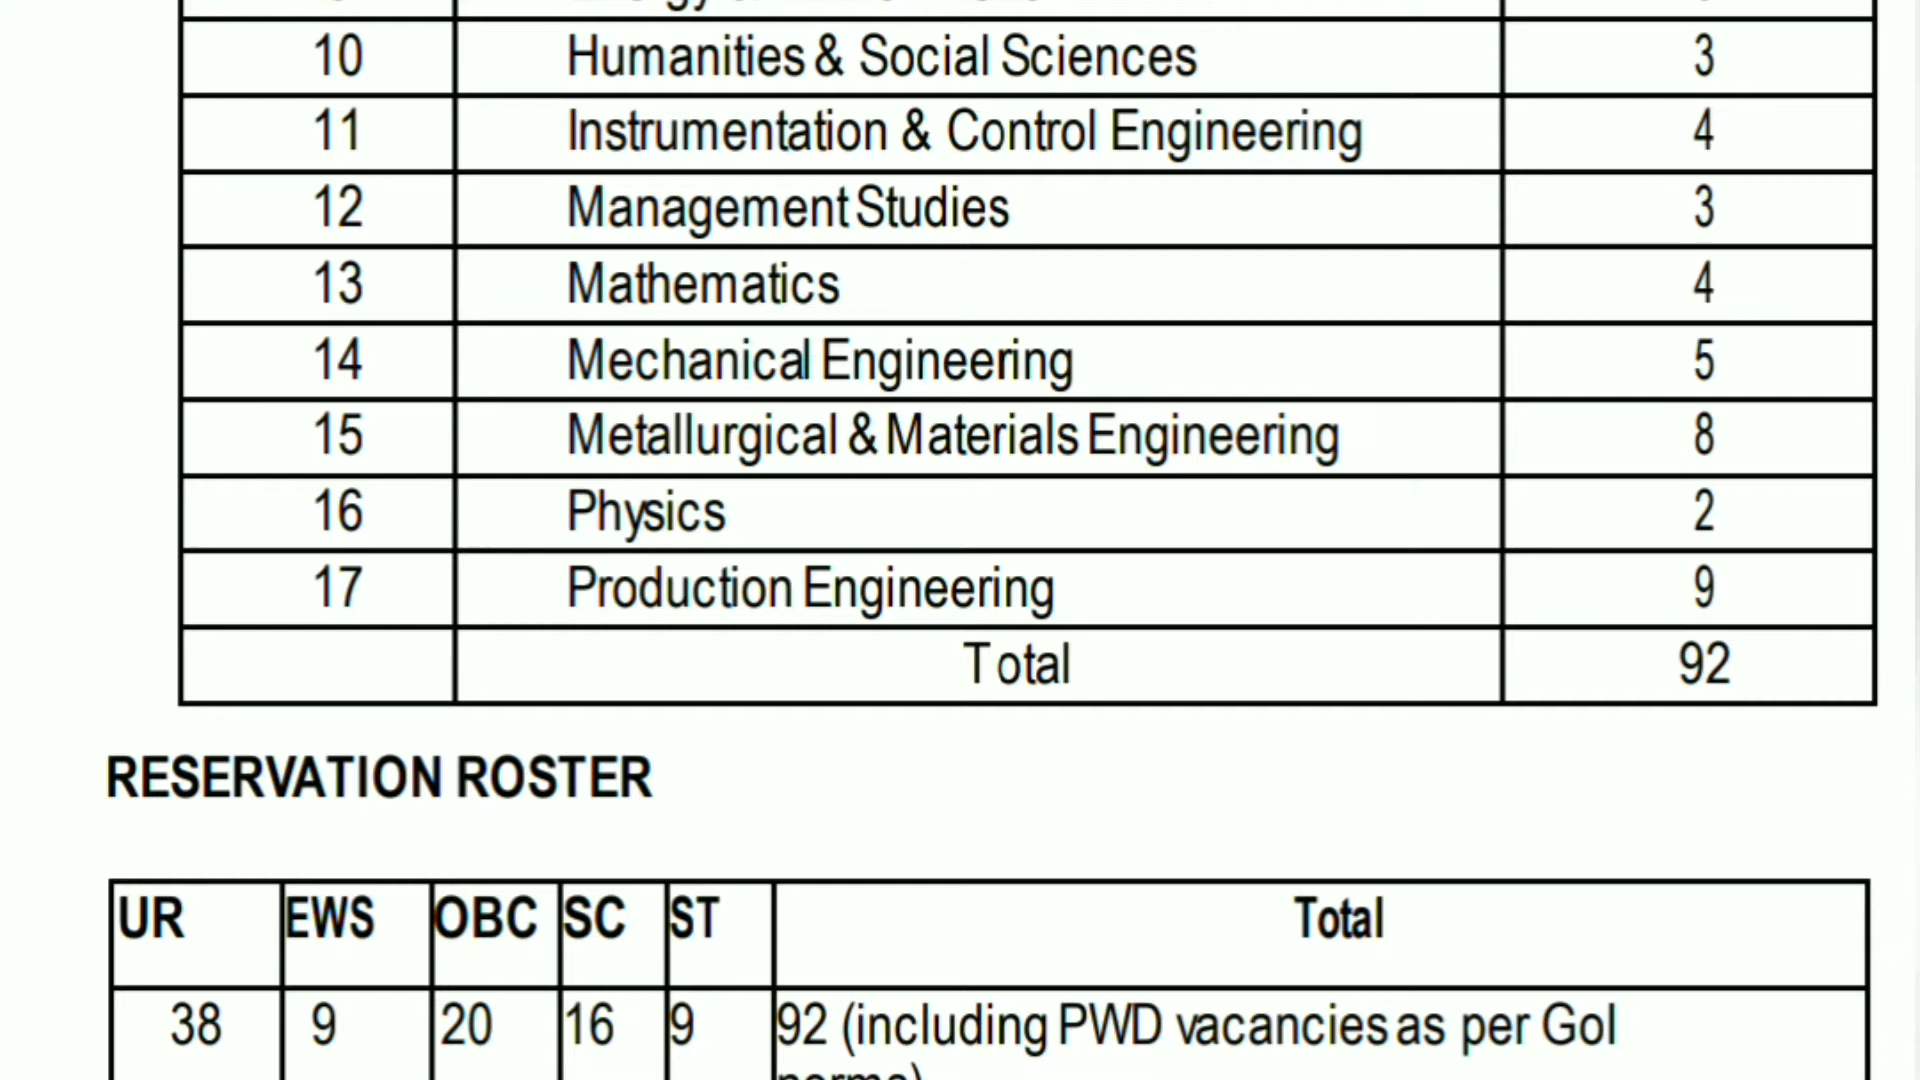 10 Humanities & Social Sciences 3
11 Instrumentation & Control Engineering 4
12 Management Studies 3
13 Mathematics 4
14 Mechanical Engineering 5
15 Metallurgical & Materials Engineering 8
16 Physics 2
17 Production Engineering 9
Total 92
RESERVATION ROSTER
UR EWS OBC SC ST Total
38 9 20 16 9 92 (including PWD vacancies as per GoI